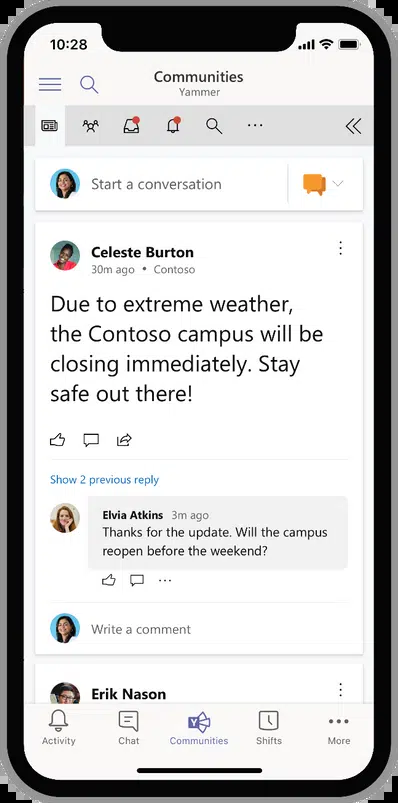 10:28
Communities
Yammer
Start a conversation
Celeste Burton
30m ago • Contoso
Due to extreme weather,
the Contoso campus will be
closing immediately. Stay
safe out there!
Show 2 previous reply
Elvia Atkins 3m ago
Thanks for the update. Will the campus
reopen before the weekend?
Write a comment
Erik Nason
Activity Chat Communities Shifts More